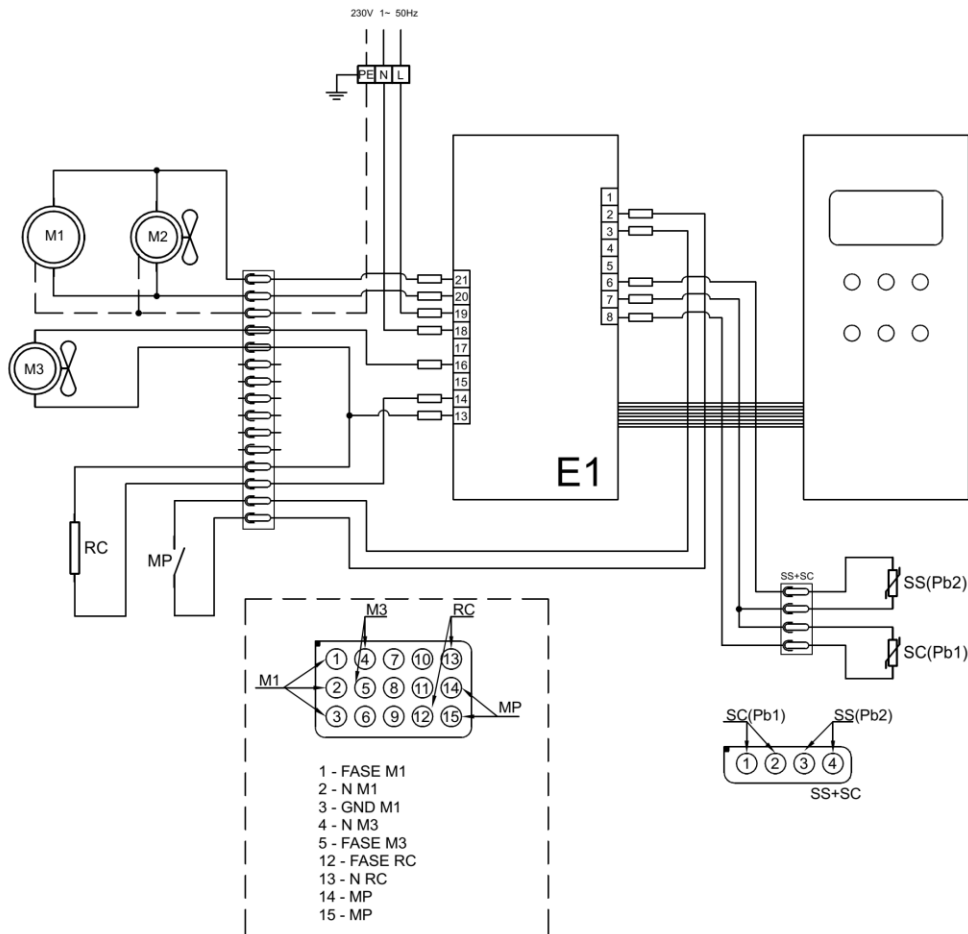 230V 1~ 50Hz
PE N L
M1
M2
M3
21
20
19
18
17
16
15
14
13
1
2
3
4
5
6
7
8
E1
RC
MP
SS+SC
SS(Pb2)
SC(Pb1)
M3 RC
1 4 7 10 13
M1
2 5 8 11 14
MP
3 6 9 12 15
1 - FASE M1
2 - N M1
3 - GND M1
4 - N M3
5 - FASE M3
12 - FASE RC
13 - N RC
14 - MP
15 - MP
SC(Pb1) SS(Pb2)
1 2 3 4
SS+SC